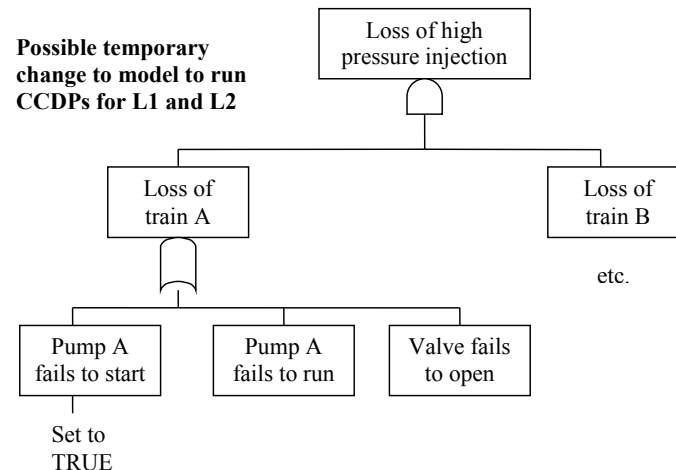 Possible temporary
change to model to run
CCDPs for L1 and L2
Loss of high
pressure injection
Loss of
train A
Loss of
train B
etc.
Pump A
fails to start
Pump A
fails to run
Valve fails
to open
Set to
TRUE